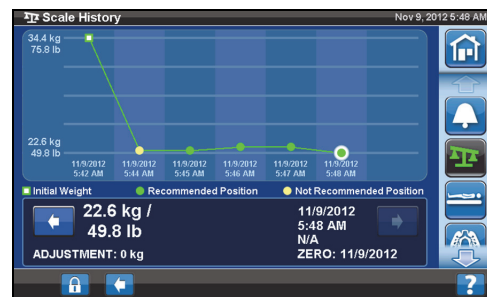 Scale History
Nov 9, 2012 5:48 AM
34.4 kg
75.8 lb
22.6 kg
49.8 lb
11/9/2012 11/9/2012 11/9/2012 11/9/2012 11/9/2012 11/9/2012
5:42 AM 5:44 AM 5:45 AM 5:46 AM 5:47 AM 5:48 AM
Initial Weight Recommended Position Not Recommended Position
22.6 kg /
49.8 lb
ADJUSTMENT: 0 kg
11/9/2012
5:48 AM
N/A
ZERO: 11/9/2012
?